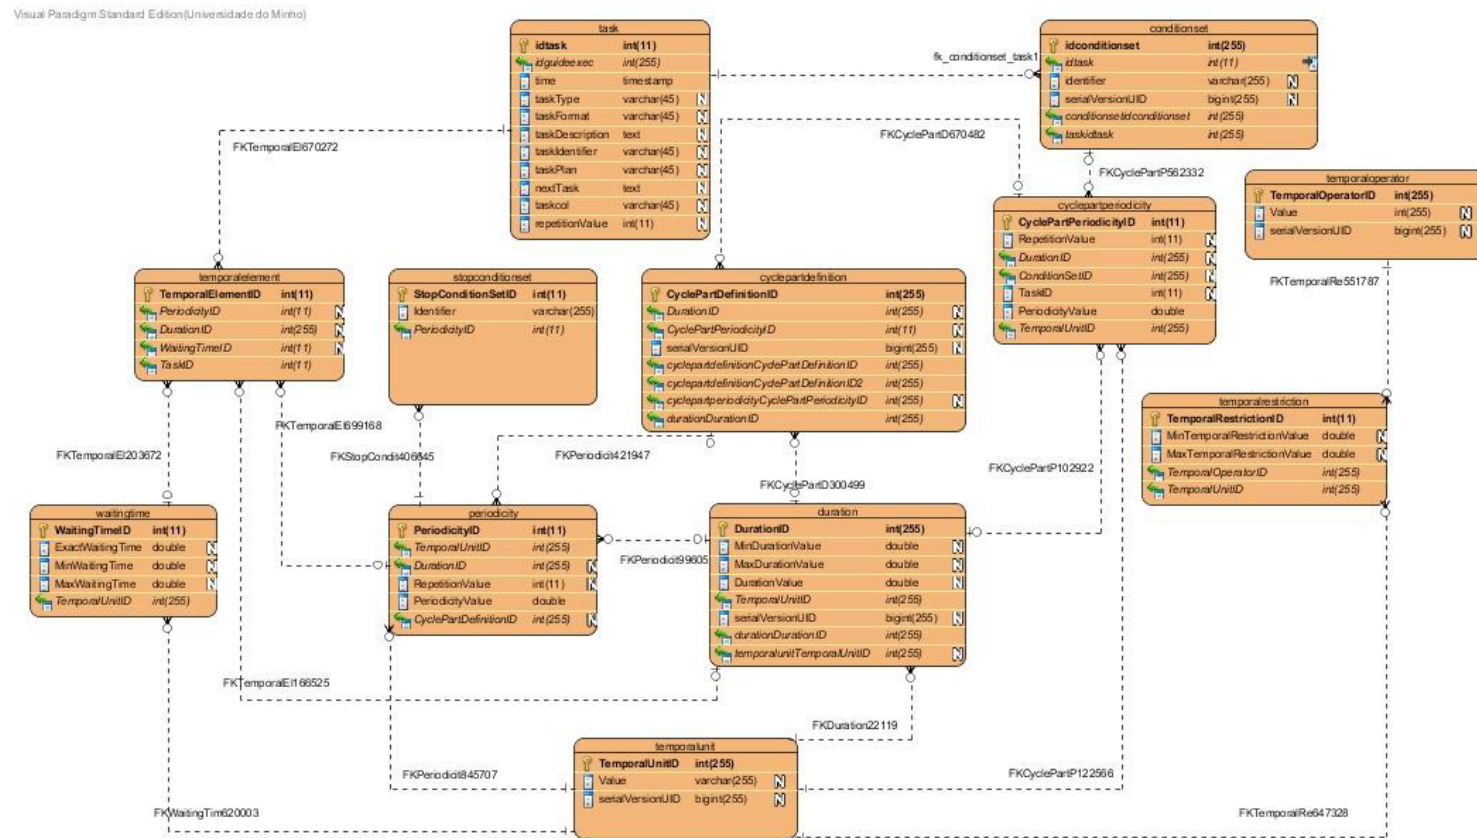 Visual Paradigm Standard Edition(Universidade do Minho)
task
idtask int(11)
idguideexec int(255)
time timestamp
taskType varchar(45) N
taskFormat varchar(45) N
taskDescription text N
taskIdentifier varchar(45) N
taskPlan varchar(45) N
nextTask text N
taskcol varchar(45) N
repetitionValue int(11) N
conditionset
idconditionset int(255)
idtask int(11)
identifier varchar(255) N
serialVersionUID bigint(255) N
conditionsetidconditionset int(255)
taskidtask int(255)
fk_conditionset_task1
FKTemporalEl670272
FKCyclePartD670482
FKCyclePartP562332
temporaloperator
TemporalOperatorID int(255)
Value int(255) N
serialVersionUID bigint(255) N
cyclepartperiodicity
CyclePartPeriodicityID int(11)
RepetitionValue int(11) N
DurationID int(255) N
ConditionSetID int(255) N
TaskID int(11) N
PeriodicityValue double
TemporalUnitID int(255)
FKTemporalRe551787
temporalelement
TemporalElementID int(11)
PeriodicityID int(11) N
DurationID int(255) N
WaitingTimeID int(11) N
TaskID int(11)
stopconditionset
StopConditionSetID int(11)
Identifier varchar(255)
PeriodicityID int(11)
cyclepartdefinition
CyclePartDefinitionID int(255)
DurationID int(255) N
CyclePartPeriodicityID int(11) N
serialVersionUID bigint(255) N
cyclepartdefinitionCyclePartDefinitionID int(255)
cyclepartdefinitionCyclePartDefinitionID2 int(255)
cyclepartperiodicityCyclePartPeriodicityID int(255) N
durationDurationID int(255)
temporalrestriction
TemporalRestrictionID int(11)
MinTemporalRestrictionValue double N
MaxTemporalRestrictionValue double N
TemporalOperatorID int(255)
TemporalUnitID int(255)
FKTemporalEl203672
FKTemporalEl699168
FKStopCondit406645
FKPeriodicit421947
FKCyclePartD300499
FKCyclePartP102922
waitingtime
WaitingTimeID int(11)
ExactWaitingTime double N
MinWaitingTime double N
MaxWaitingTime double N
TemporalUnitID int(255)
periodicity
PeriodicityID int(11)
TemporalUnitID int(255)
DurationID int(255) N
RepetitionValue int(11) N
PeriodicityValue double
CyclePartDefinitionID int(255) N
FKPeriodicit99605
duration
DurationID int(255)
MinDurationValue double N
MaxDurationValue double N
DurationValue double N
TemporalUnitID int(255)
serialVersionUID bigint(255) N
durationDurationID int(255)
temporalunitTemporalUnitID int(255) N
FKTemporalEl166525
FKDuration22119
temporalunit
TemporalUnitID int(255)
Value varchar(255) N
serialVersionUID bigint(255) N
FKPeriodicit845707
FKCyclePartP122566
FKWaitingTim620003
FKTemporalRe647328